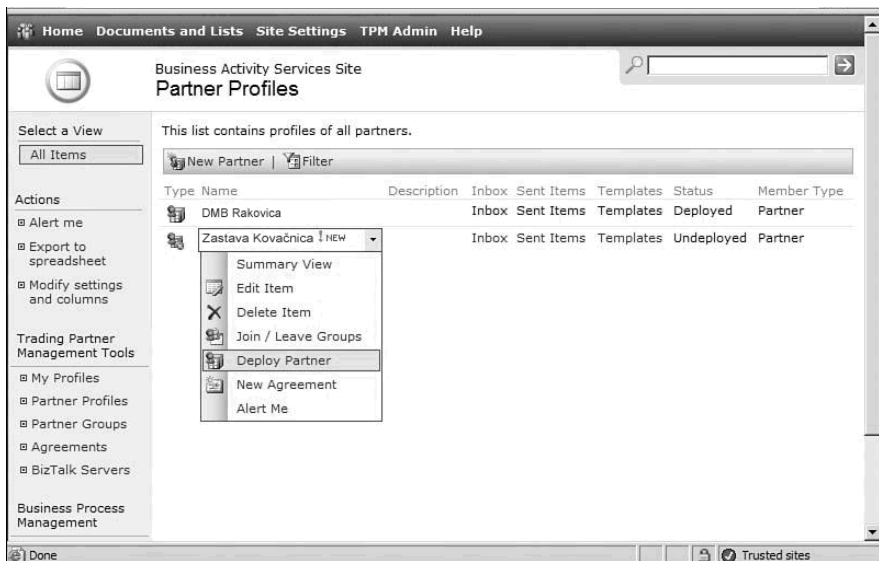 Home Documents and Lists Site Settings TPM Admin Help
Business Activity Services Site
Partner Profiles
Select a View
All Items
Actions
Alert me
Export to
spreadsheet
Modify settings
and columns
Trading Partner
Management Tools
My Profiles
Partner Profiles
Partner Groups
Agreements
BizTalk Servers
Business Process
Management
This list contains profiles of all partners.
New Partner | Filter
Type Name Description Inbox Sent Items Templates Status Member Type
DMB Rakovica Inbox Sent Items Templates Deployed Partner
Zastava Kovačnica ! NEW Inbox Sent Items Templates Undeployed Partner
Summary View
Edit Item
Delete Item
Join / Leave Groups
Deploy Partner
New Agreement
Alert Me
Done Trusted sites